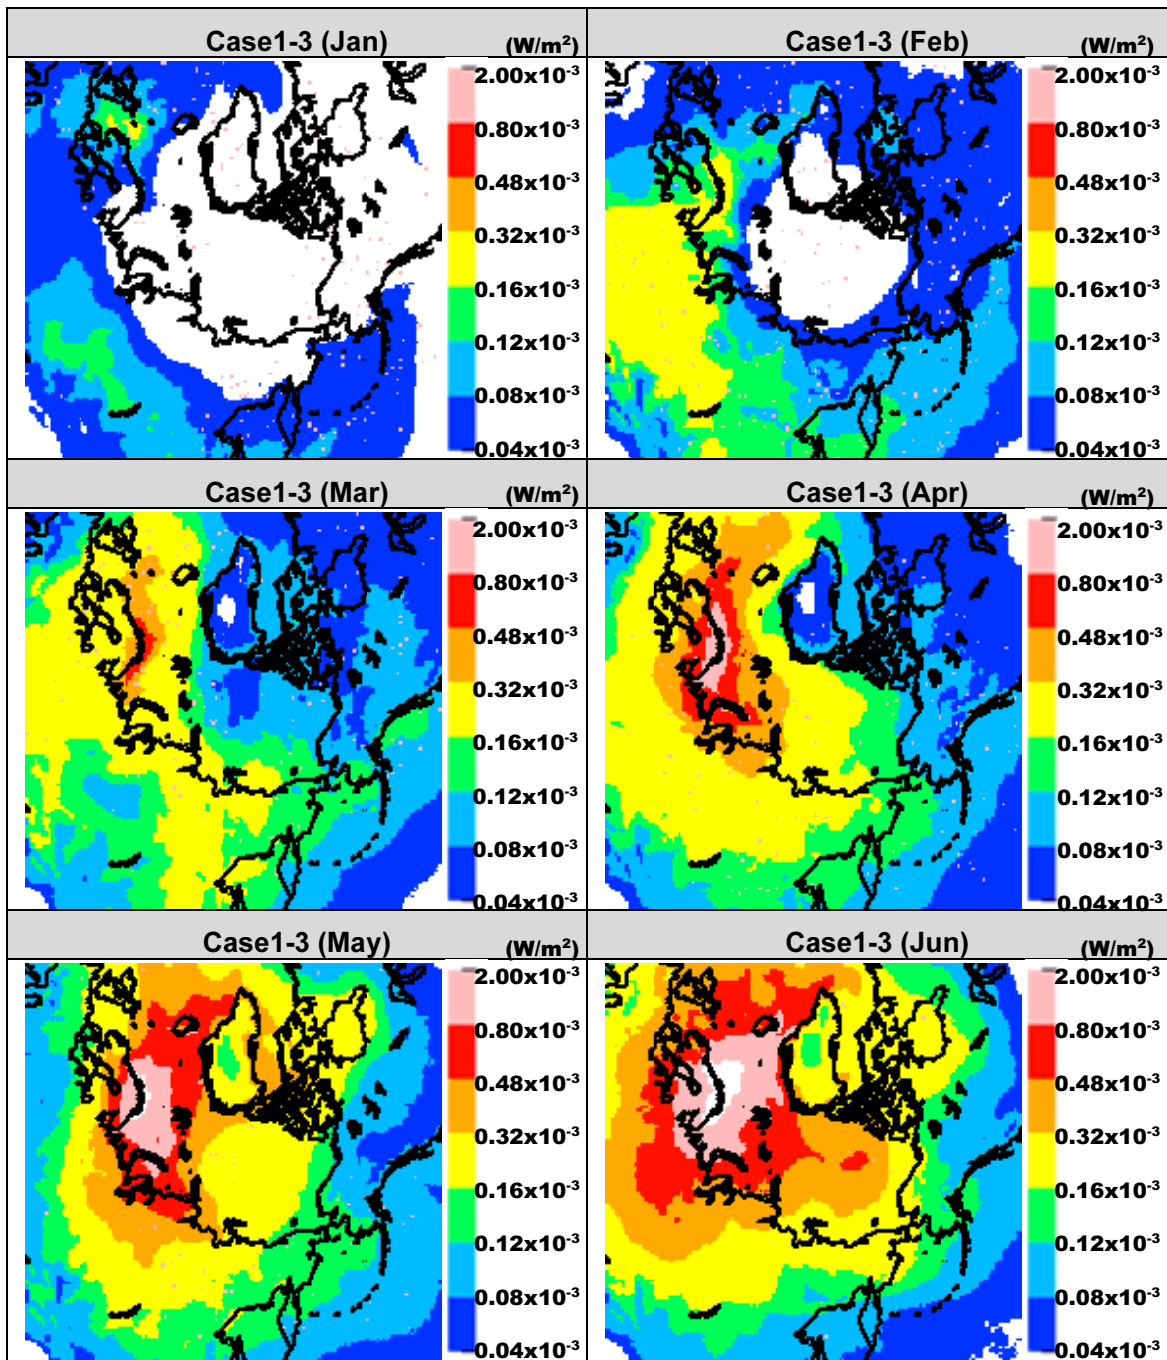 Case1-3 (Jan) (W/m²)
2.00x10⁻³
0.80x10⁻³
0.48x10⁻³
0.32x10⁻³
0.16x10⁻³
0.12x10⁻³
0.08x10⁻³
0.04x10⁻³
Case1-3 (Feb) (W/m²)
2.00x10⁻³
0.80x10⁻³
0.48x10⁻³
0.32x10⁻³
0.16x10⁻³
0.12x10⁻³
0.08x10⁻³
0.04x10⁻³
Case1-3 (Mar) (W/m²)
2.00x10⁻³
0.80x10⁻³
0.48x10⁻³
0.32x10⁻³
0.16x10⁻³
0.12x10⁻³
0.08x10⁻³
0.04x10⁻³
Case1-3 (Apr) (W/m²)
2.00x10⁻³
0.80x10⁻³
0.48x10⁻³
0.32x10⁻³
0.16x10⁻³
0.12x10⁻³
0.08x10⁻³
0.04x10⁻³
Case1-3 (May) (W/m²)
2.00x10⁻³
0.80x10⁻³
0.48x10⁻³
0.32x10⁻³
0.16x10⁻³
0.12x10⁻³
0.08x10⁻³
0.04x10⁻³
Case1-3 (Jun) (W/m²)
2.00x10⁻³
0.80x10⁻³
0.48x10⁻³
0.32x10⁻³
0.16x10⁻³
0.12x10⁻³
0.08x10⁻³
0.04x10⁻³